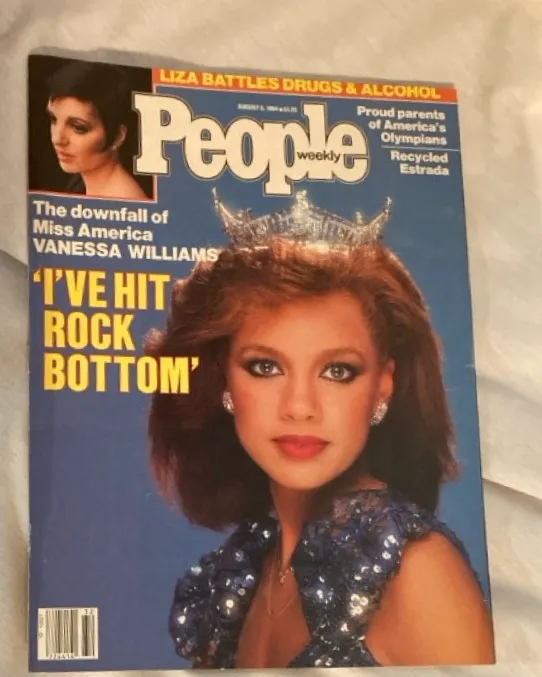 LIZA BATTLES DRUGS & ALCOHOL
People
weekly
Proud parents
of America's
Olympians
Recycled
Estrada
The downfall of
Miss America
VANESSA WILLIAMS
'I'VE HIT
ROCK
BOTTOM'
32